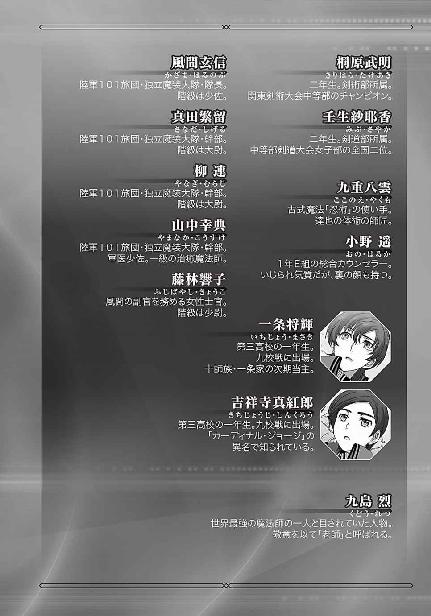 風間玄信
かざま・はるのぶ
陸軍101旅団・独立魔装大隊・隊長。
階級は少佐。
真田繁留
さなだ・しげる
陸軍101旅団・独立魔装大隊・幹部。
階級は大尉。
柳 連
やなぎ・むらじ
陸軍101旅団・独立魔装大隊・幹部。
階級は大尉。
山中幸典
やまなか・こうすけ
陸軍101旅団・独立魔装大隊・幹部。
軍医少佐。一級の治癒魔法師。
藤林響子
ふじばやし・きょうこ
風間の副官を務める女性士官。
階級は少尉。
桐原武明
きりはら・たけあき
二年生。剣術部所属。
関東剣術大会中等部のチャンピオン。
壬生紗耶香
みぶ・さやか
二年生。剣道部所属。
中等部剣道大会女子部の全国二位。
九重八雲
ここのえ・やくも
古式魔法「忍術」の使い手。
達也の体術の師匠。
小野 遥
おの・はるか
1年E組の総合カウンセラー。
いじられ気質だが、裏の顔も持つ。
一条将輝
いちじょう・まさき
第三高校の一年生。
九校戦に出場。
十師族・一条家の次期当主。
吉祥寺真紅郎
きちじょうじ・しんくろう
第三高校の一年生。九校戦に出場。
「カーディナル・ジョージ」の
異名で知られている。
九島 烈
くどう・れつ
世界最強の魔法師の一人と目されていた人物。
敬意を以て「老師」と呼ばれる。